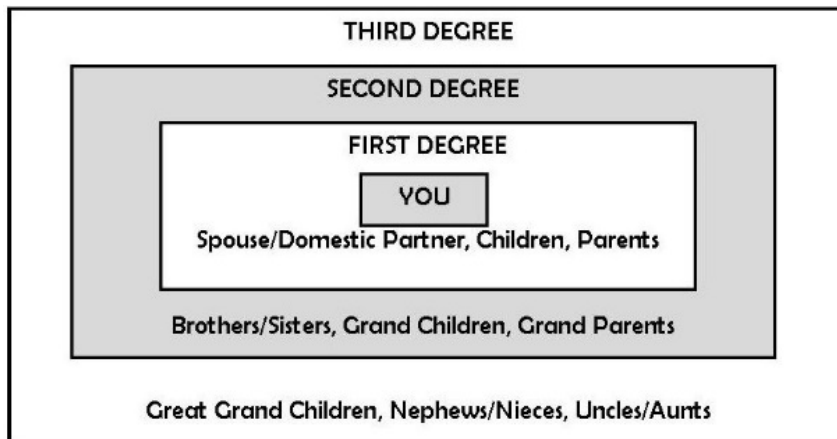 THIRD DEGREE
SECOND DEGREE
FIRST DEGREE
YOU
Spouse/Domestic Partner, Children, Parents
Brothers/Sisters, Grand Children, Grand Parents
Great Grand Children, Nephews/Nieces, Uncles/Aunts